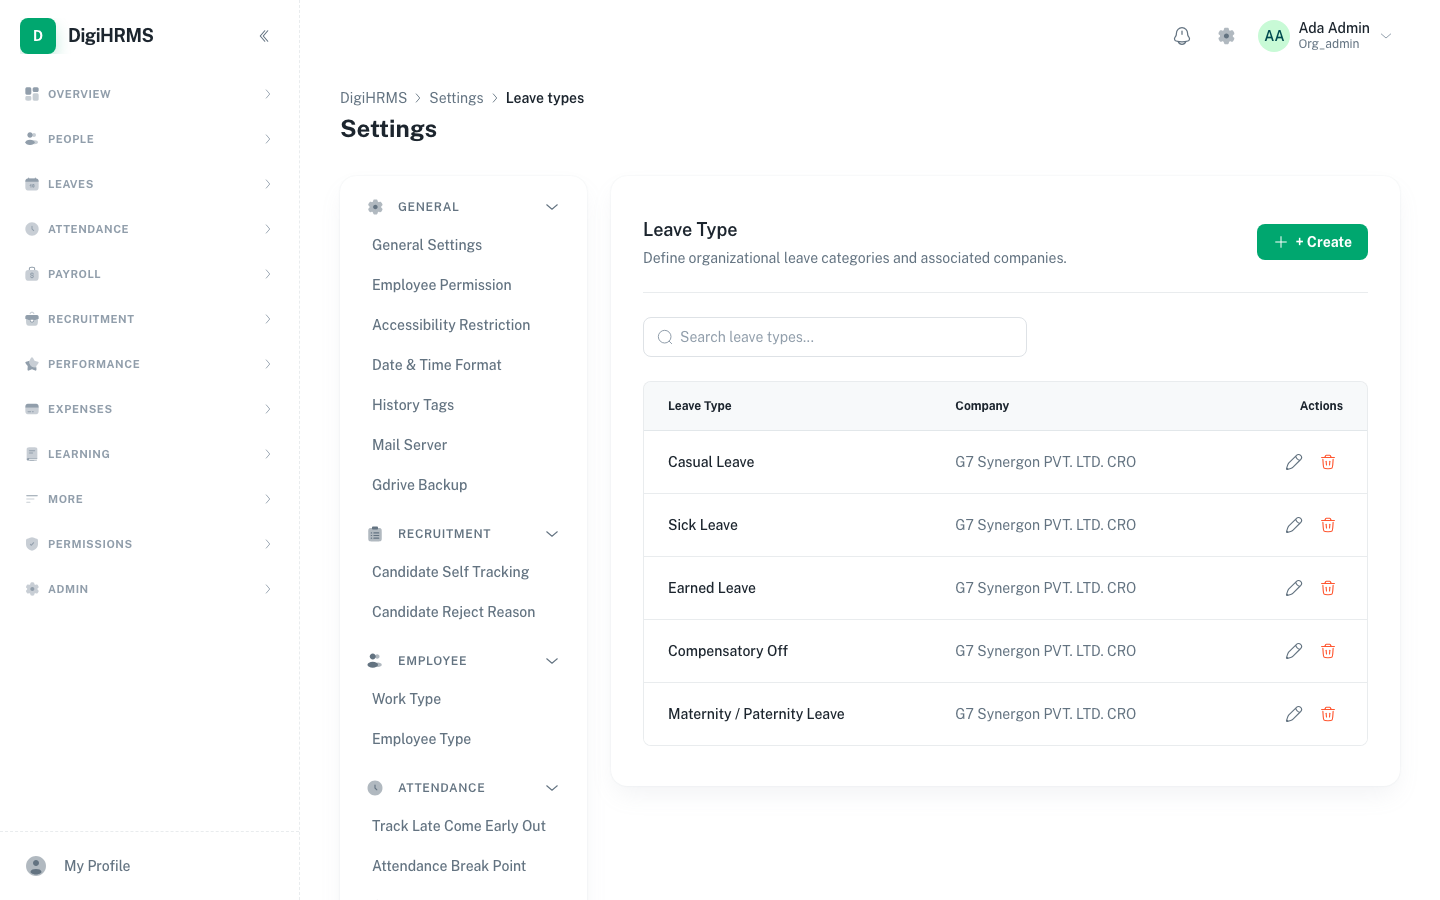 D DigiHRMS
OVERVIEW
PEOPLE
LEAVES
ATTENDANCE
PAYROLL
RECRUITMENT
PERFORMANCE
EXPENSES
LEARNING
MORE
PERMISSIONS
ADMIN
My Profile
AA Ada Admin
Org_admin
DigiHRMS > Settings > Leave types
Settings
GENERAL
General Settings
Employee Permission
Accessibility Restriction
Date & Time Format
History Tags
Mail Server
Gdrive Backup
RECRUITMENT
Candidate Self Tracking
Candidate Reject Reason
EMPLOYEE
Work Type
Employee Type
ATTENDANCE
Track Late Come Early Out
Attendance Break Point
Leave Type
Define organizational leave categories and associated companies.
+ Create
Search leave types...
Leave Type Company Actions
Casual Leave G7 Synergon PVT. LTD. CRO
Sick Leave G7 Synergon PVT. LTD. CRO
Earned Leave G7 Synergon PVT. LTD. CRO
Compensatory Off G7 Synergon PVT. LTD. CRO
Maternity / Paternity Leave G7 Synergon PVT. LTD. CRO